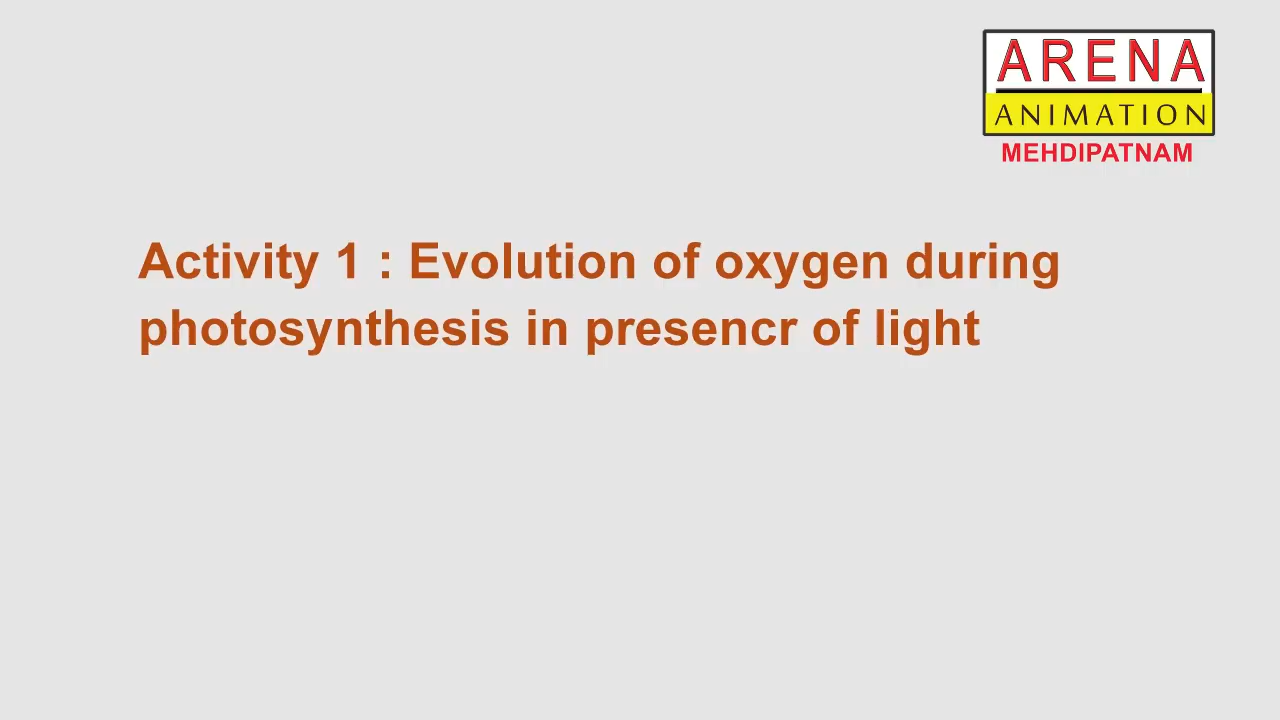 ARENA
ANIMATION
MEHDIPATNAM
Activity 1 : Evolution of oxygen during
photosynthesis in presencr of light